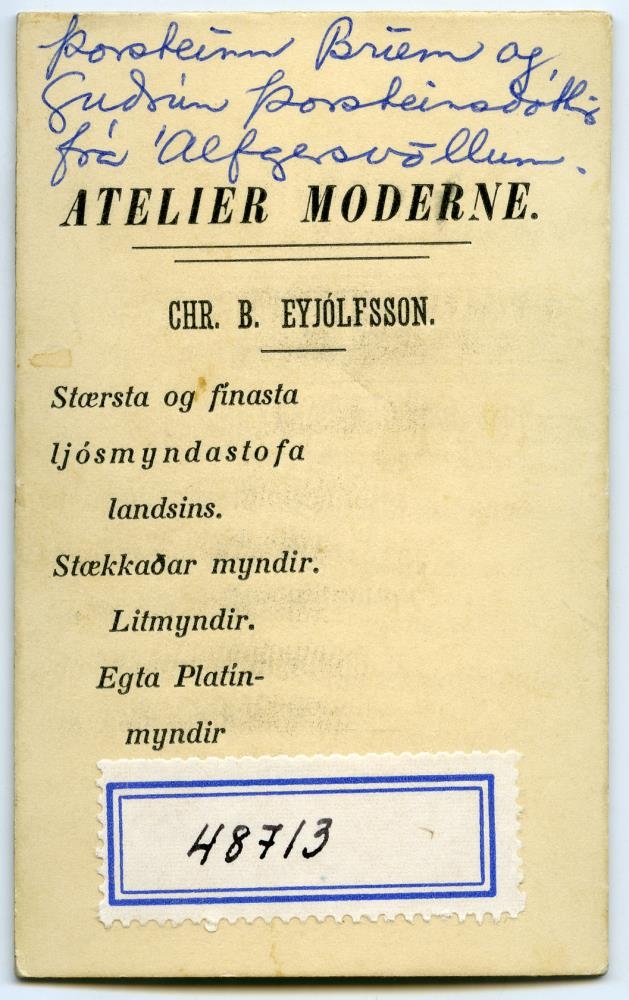 Þorsteinn Briem og
Guðrún Þorsteinsdóttir
frá Álfgersvöllum.
ATELIER MODERNE.
CHR. B. EYJÓLFSSON.
Stærsta og fínasta
ljósmyndastofa
landsins.
Stækkaðar myndir.
Litmyndir.
Egta Platín-
myndir
48713